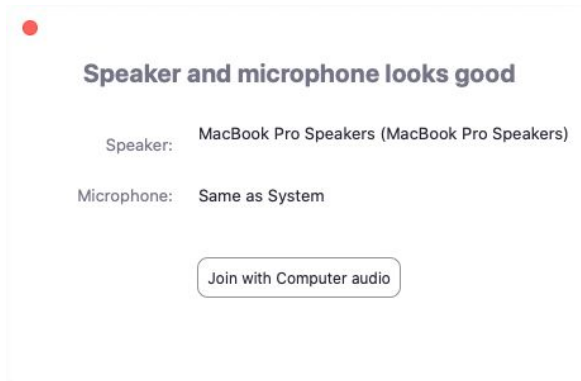 Speaker and microphone looks good
Speaker: MacBook Pro Speakers (MacBook Pro Speakers)
Microphone: Same as System
Join with Computer audio